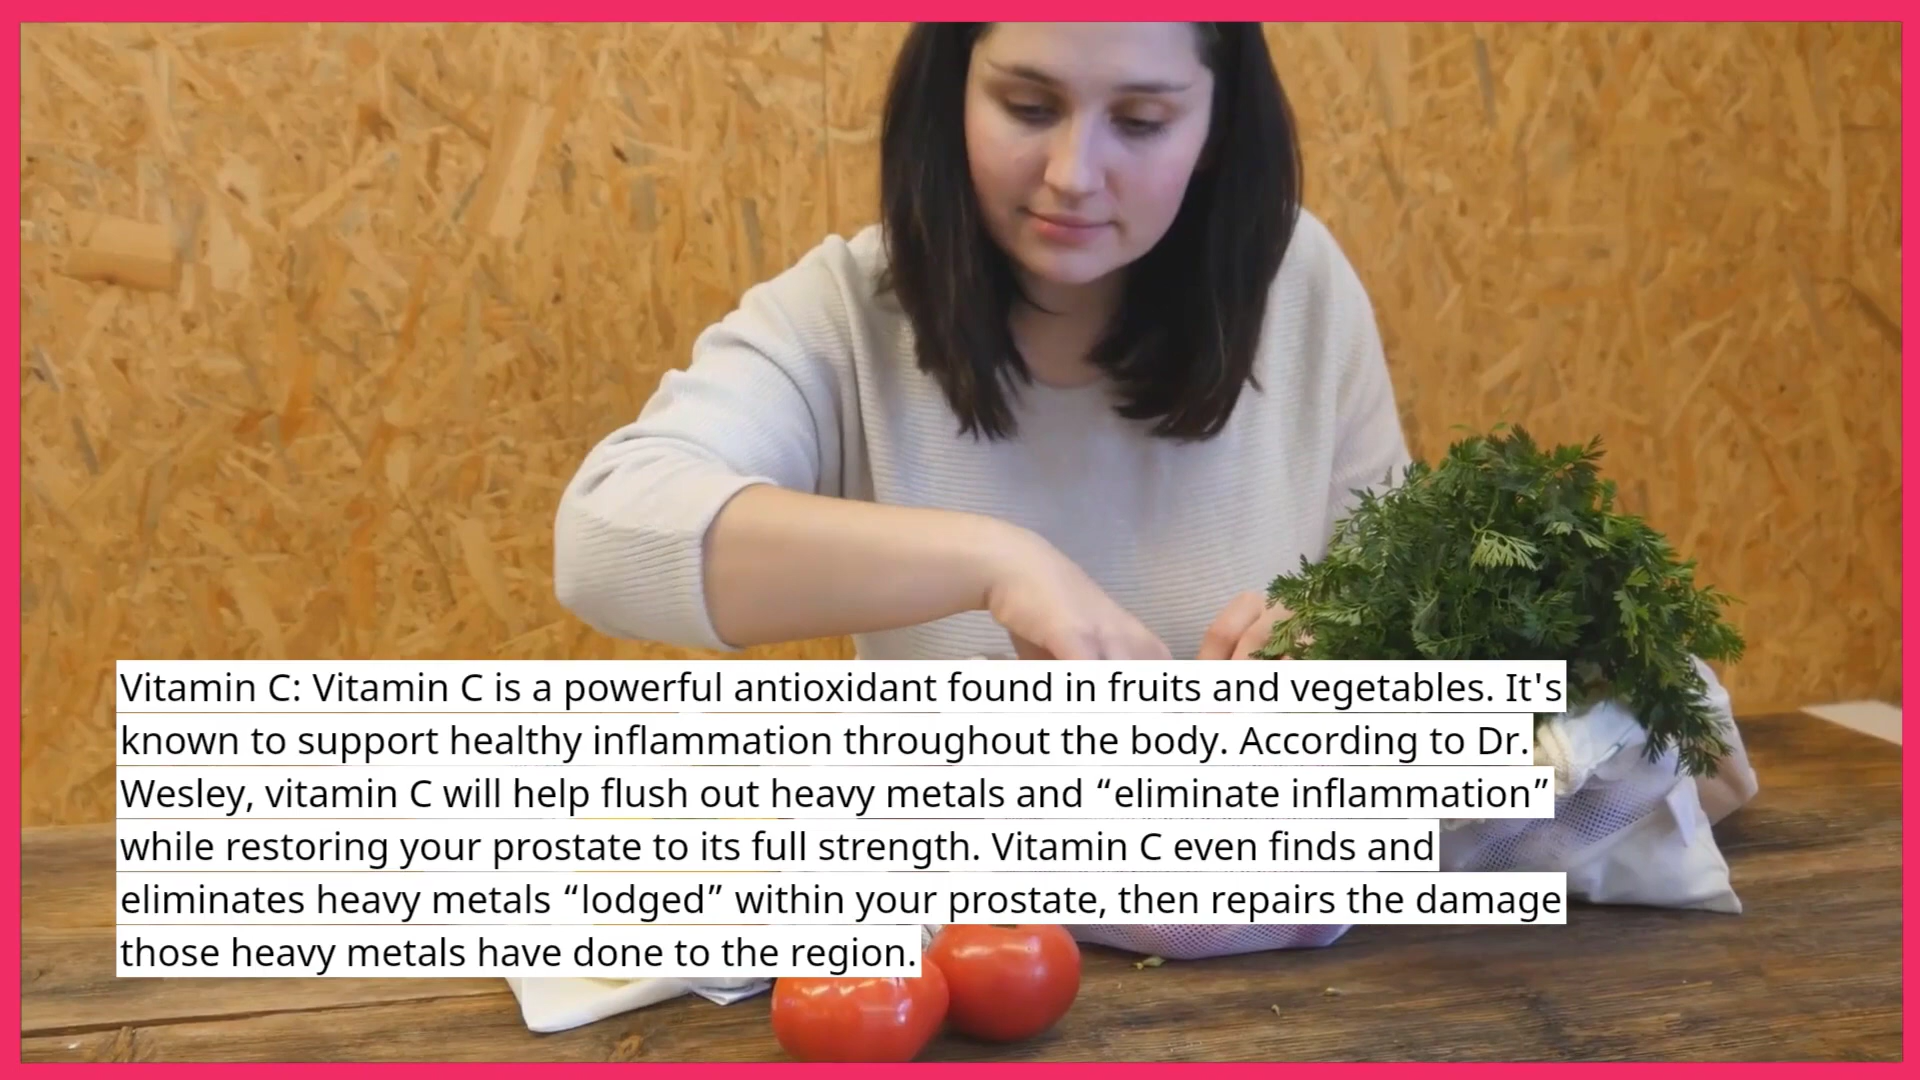 Vitamin C: Vitamin C is a powerful antioxidant found in fruits and vegetables. It's
known to support healthy inflammation throughout the body. According to Dr.
Wesley, vitamin C will help flush out heavy metals and “eliminate inflammation”
while restoring your prostate to its full strength. Vitamin C even finds and
eliminates heavy metals “lodged” within your prostate, then repairs the damage
those heavy metals have done to the region.